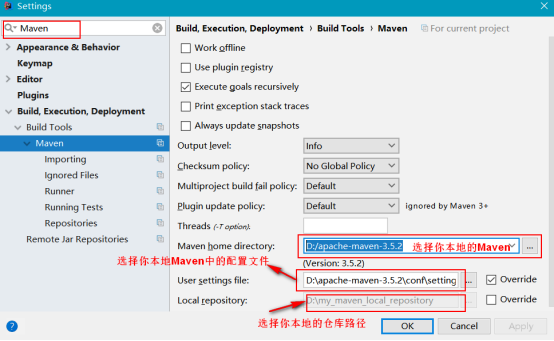 Settings
Maven
Appearance & Behavior
Keymap
Editor
Plugins
Build, Execution, Deployment
Build Tools
Maven
Importing
Ignored Files
Runner
Running Tests
Repositories
Remote Jar Repositories
Build, Execution, Deployment › Build Tools › Maven For current project
Work offline
Use plugin registry
Execute goals recursively
Print exception stack traces
Always update snapshots
Output level: Info
Checksum policy: No Global Policy
Multiproject build fail policy: Default
Plugin update policy: Default ignored by Maven 3+
Threads (-T option):
Maven home directory: D:/apache-maven-3.5.2 选择你本地的Maven ...
选择你本地Maven中的配置文件 (Version: 3.5.2)
User settings file: D:\apache-maven-3.5.2\conf\setting ... Override
Local repository: D:\my_maven_local_repository ... Override
选择你本地的仓库路径
? OK Cancel Apply